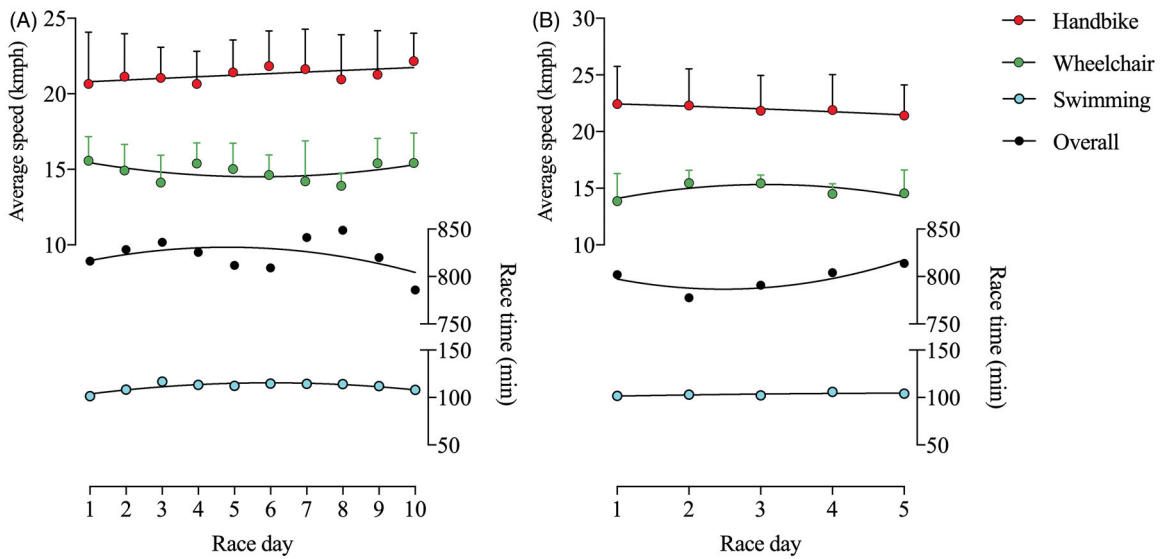 (A)
Average speed (kmph)
25
20
15
10
850
800
750
150
100
50
Race time (min)
1 2 3 4 5 6 7 8 9 10
Race day
(B)
Average speed (kmph)
30
25
20
15
10
850
800
750
150
100
50
Race time (min)
1 2 3 4 5
Race day
Handbike
Wheelchair
Swimming
Overall